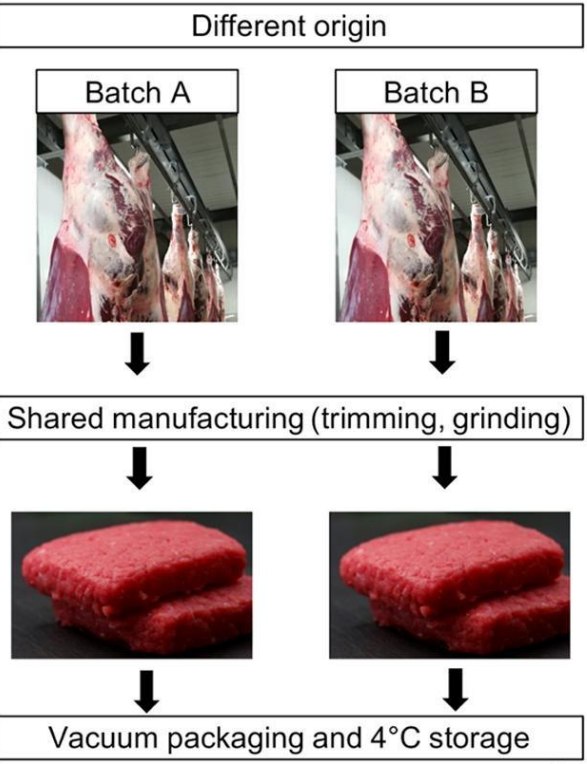 Different origin
Batch A
Batch B
Shared manufacturing (trimming, grinding)
Vacuum packaging and 4°C storage